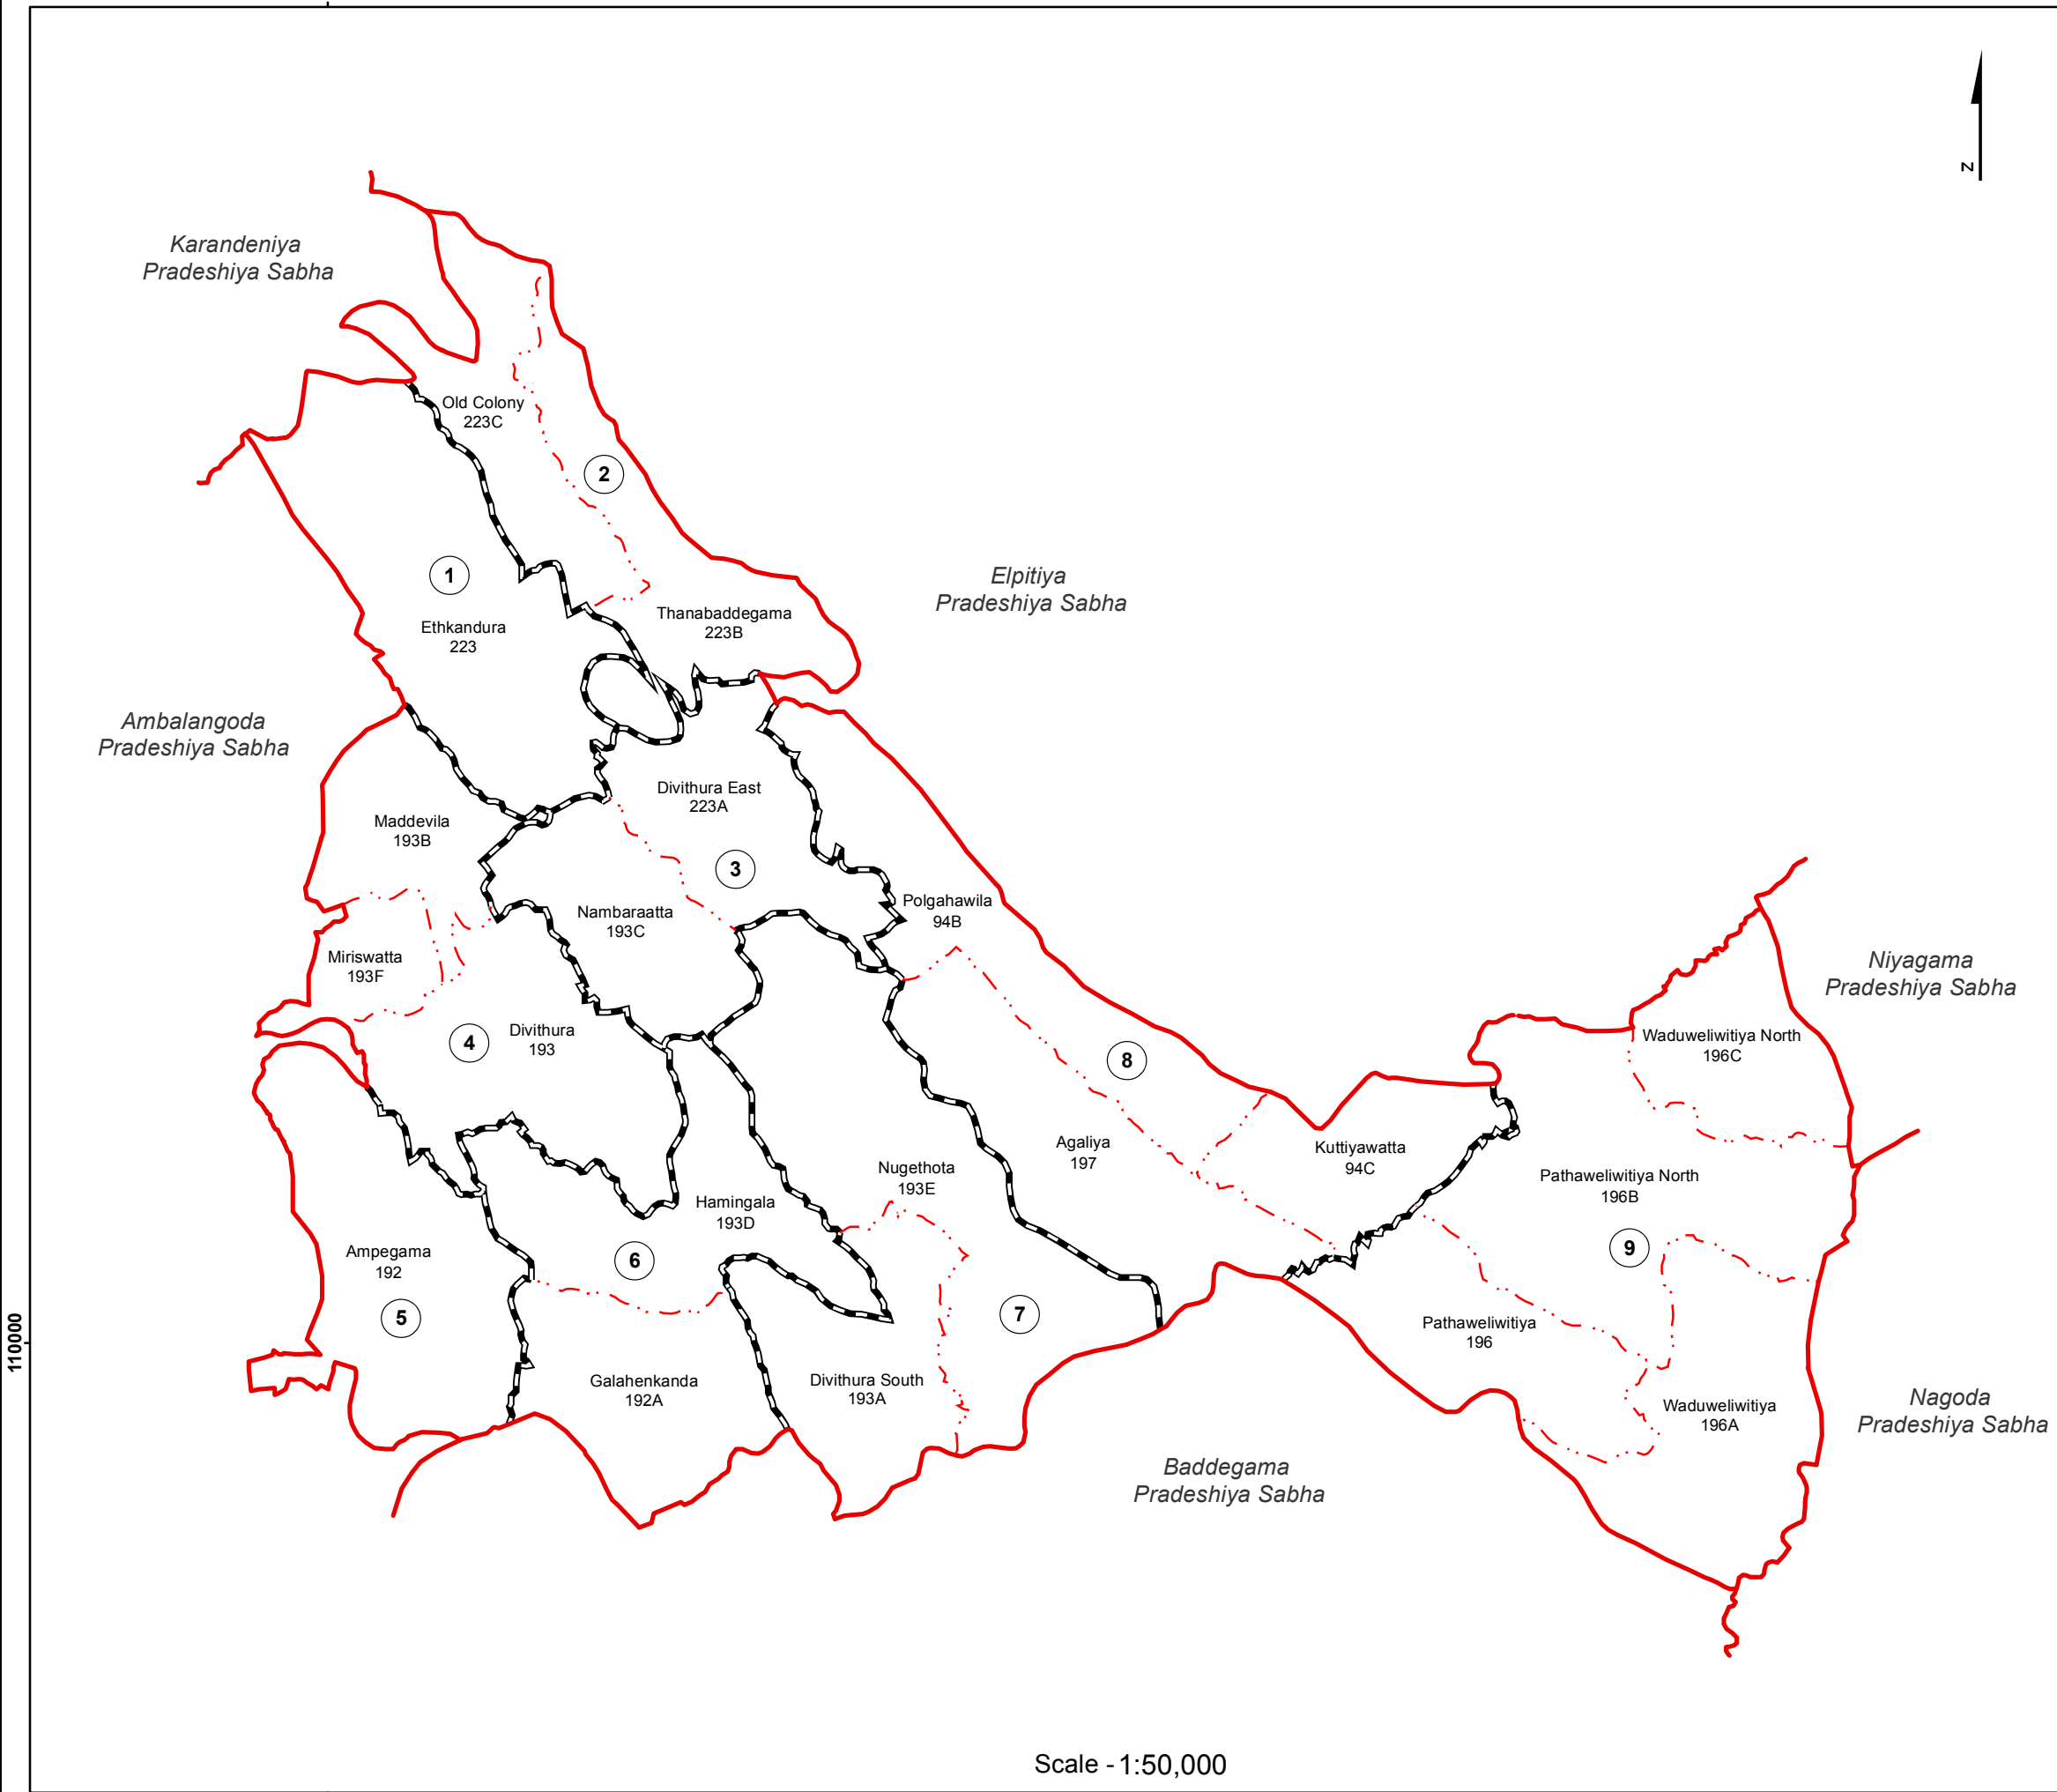 Z
Karandeniya
Pradeshiya Sabha
Old Colony
223C
2
1
Elpitiya
Pradeshiya Sabha
Ethkandura
223
Thanabaddegama
223B
Ambalangoda
Pradeshiya Sabha
Divithura East
223A
Maddevila
193B
3
Polgahawila
94B
Nambaraatta
193C
Miriswatta
193F
Niyagama
Pradeshiya Sabha
4
Divithura
193
8
Waduweliwitiya North
196C
Agaliya
197
Kuttiyawatta
94C
Nugethota
193E
Pathaweliwitiya North
196B
Hamingala
193D
9
Ampegama
192
6
5
7
Pathaweliwitiya
196
110000
Galahenkanda
192A
Divithura South
193A
Waduweliwitiya
196A
Nagoda
Pradeshiya Sabha
Baddegama
Pradeshiya Sabha
Scale - 1:50,000